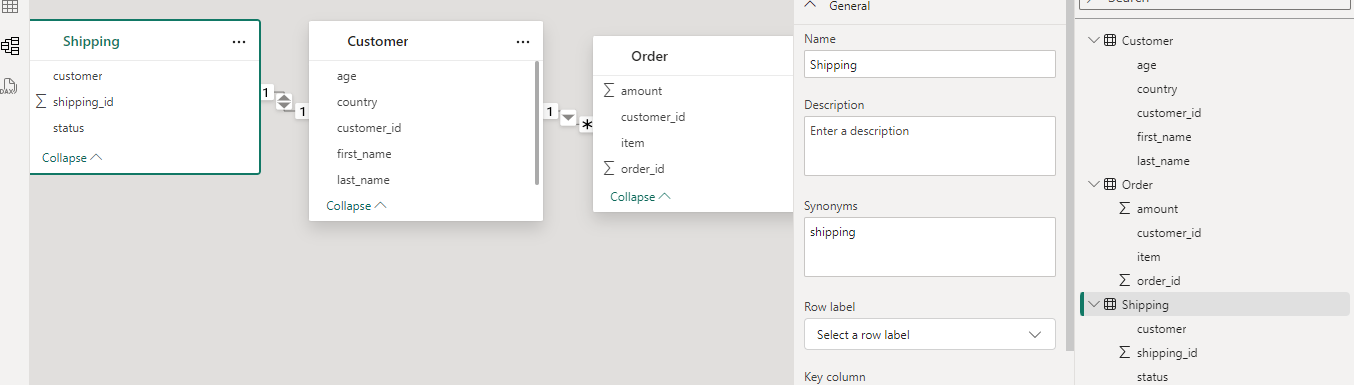 General
Search
Shipping
...
customer
shipping_id
status
Collapse
1
1
Customer
...
age
country
customer_id
first_name
last_name
Collapse
1
*
Order
amount
customer_id
item
order_id
Collapse
Name
Shipping
Description
Enter a description
Synonyms
shipping
Row label
Select a row label
Key column
Customer
age
country
customer_id
first_name
last_name
Order
amount
customer_id
item
order_id
Shipping
customer
shipping_id
status
DAX